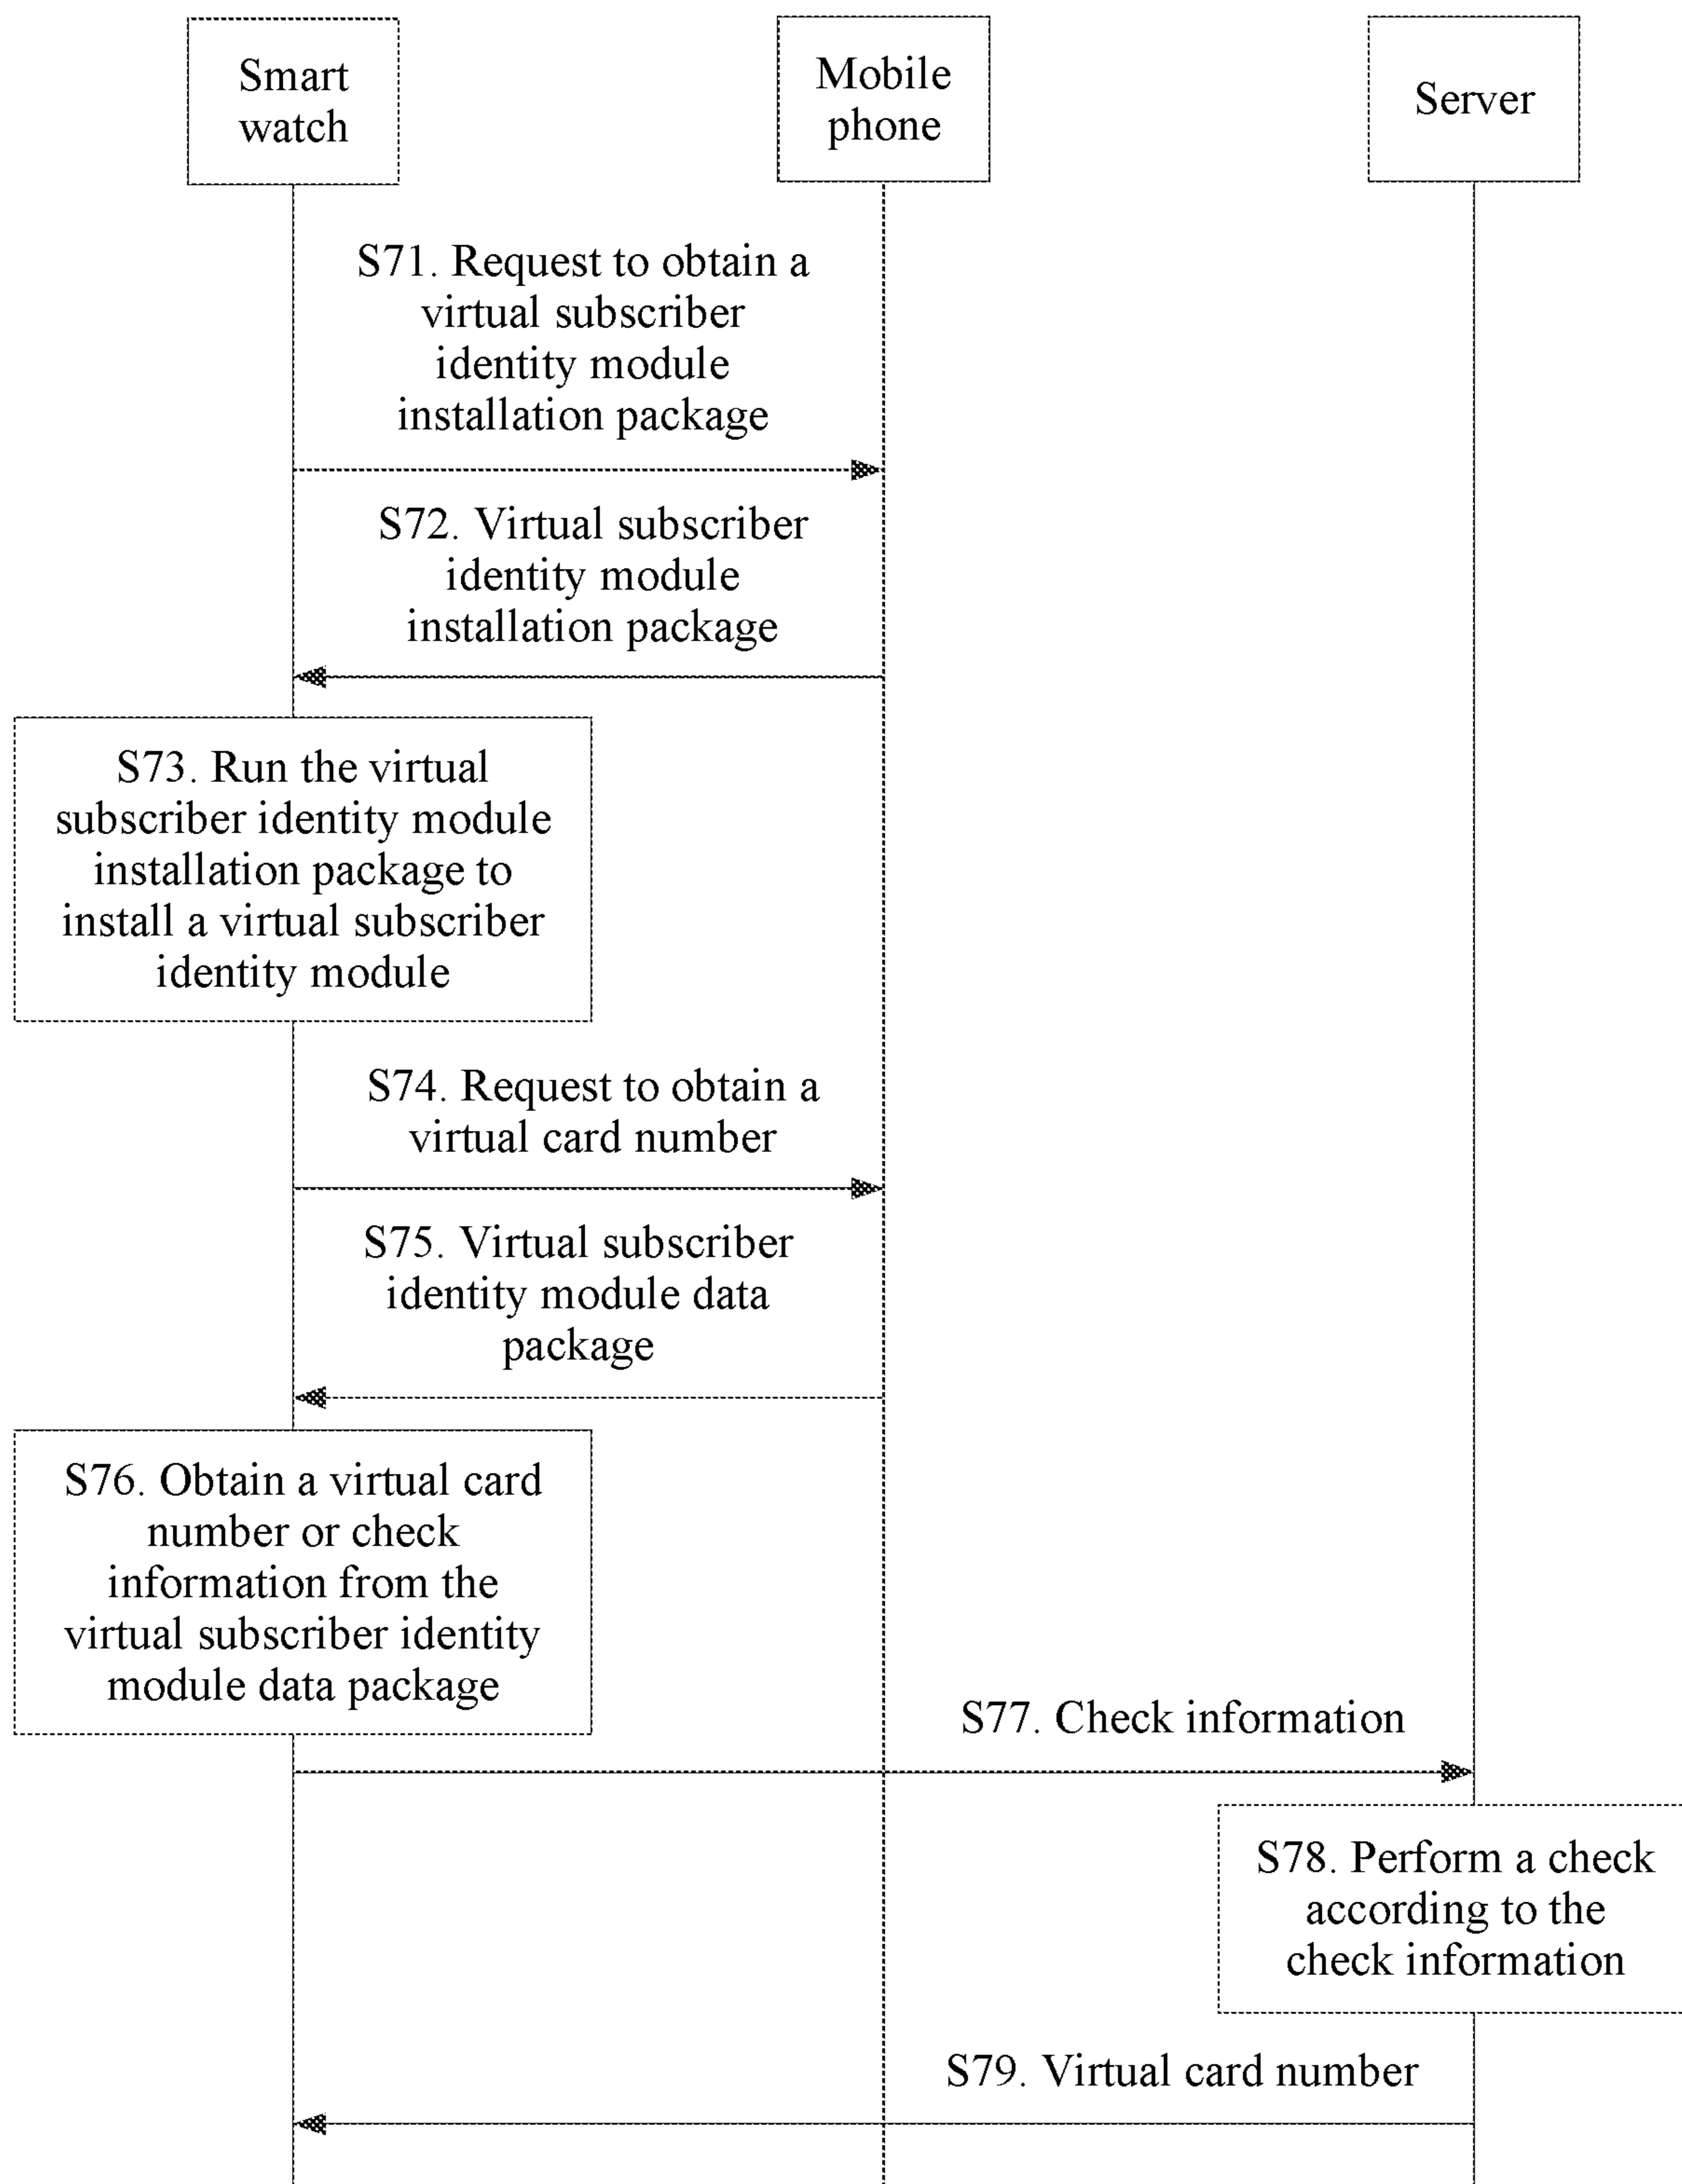 Smart
watch
Mobile
phone
Server
S71. Request to obtain a
virtual subscriber
identity module
installation package
S72. Virtual subscriber
identity module
installation package
S73. Run the virtual
subscriber identity module
installation package to
install a virtual subscriber
identity module
S74. Request to obtain a
virtual card number
S75. Virtual subscriber
identity module data
package
S76. Obtain a virtual card
number or check
information from the
virtual subscriber identity
module data package
S77. Check information
S78. Perform a check
according to the
check information
S79. Virtual card number